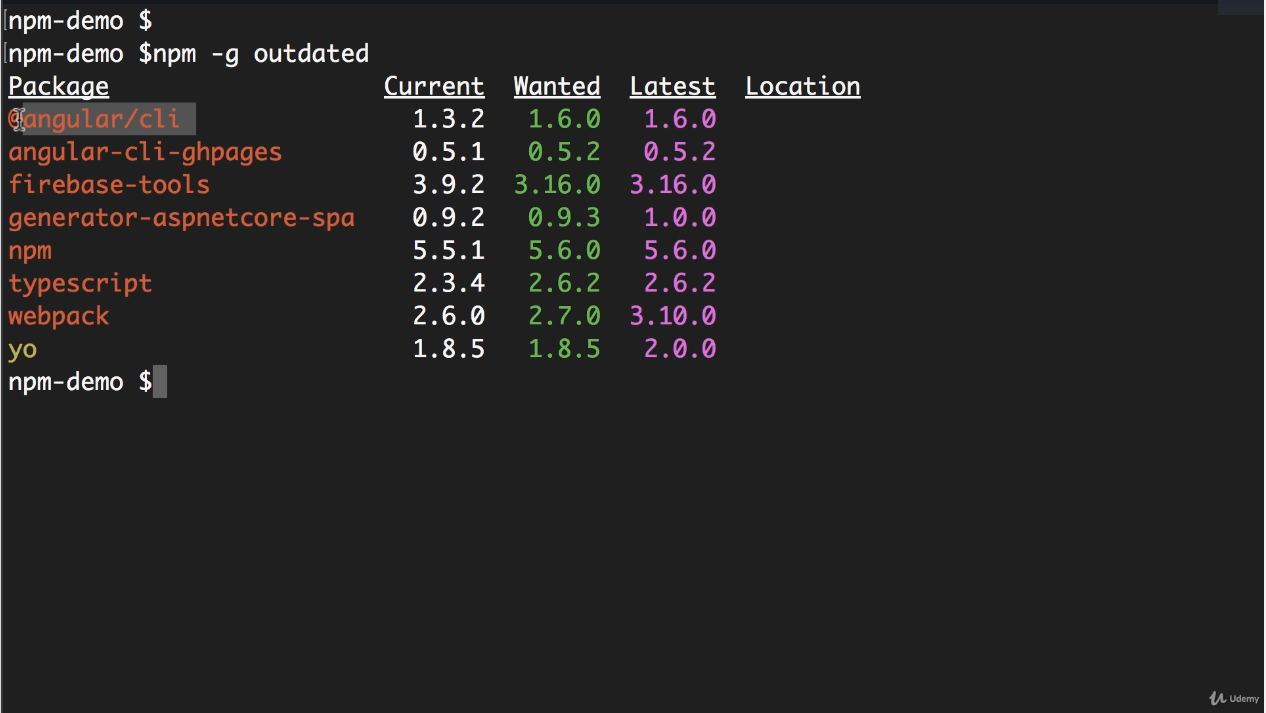 npm-demo $
npm-demo $npm -g outdated
Package Current Wanted Latest Location
@angular/cli 1.3.2 1.6.0 1.6.0
angular-cli-ghpages 0.5.1 0.5.2 0.5.2
firebase-tools 3.9.2 3.16.0 3.16.0
generator-aspnetcore-spa 0.9.2 0.9.3 1.0.0
npm 5.5.1 5.6.0 5.6.0
typescript 2.3.4 2.6.2 2.6.2
webpack 2.6.0 2.7.0 3.10.0
yo 1.8.5 1.8.5 2.0.0
npm-demo $
Udemy